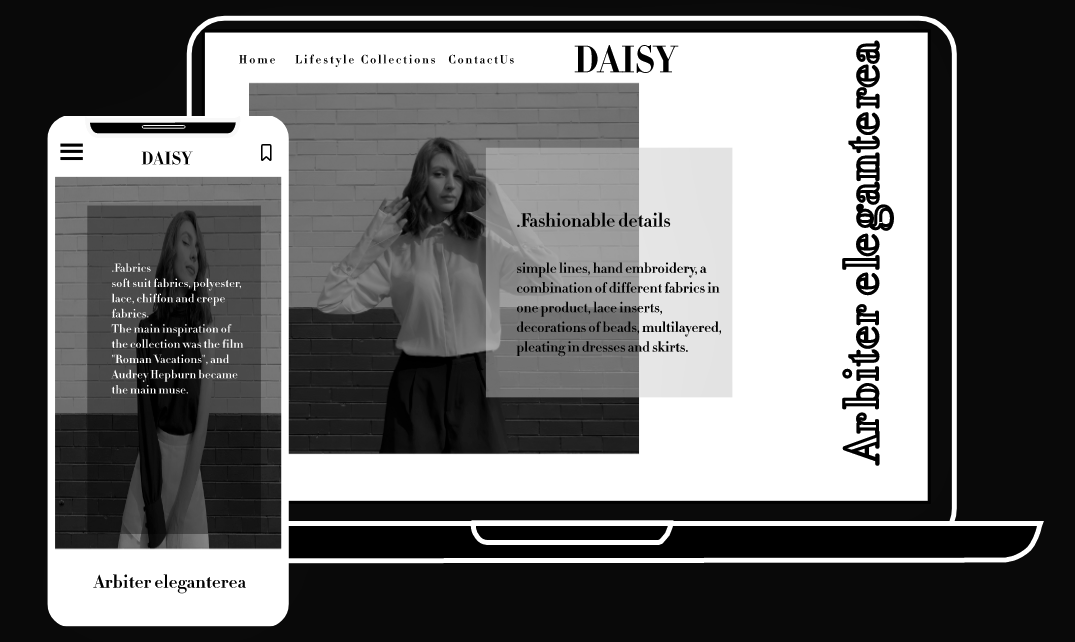 Home Lifestyle Collections ContactUs
DAISY
.Fashionable details
simple lines, hand embroidery, a
combination of different fabrics in
one product, lace inserts,
decorations of beads, multilayered,
pleating in dresses and skirts.
Arbiter eleganterea
DAISY
.Fabrics
soft suit fabrics, polyester,
lace, chiffon and crepe
fabrics.
The main inspiration of
the collection was the film
"Roman Vacations", and
Audrey Hepburn became
the main muse.
Arbiter eleganterea